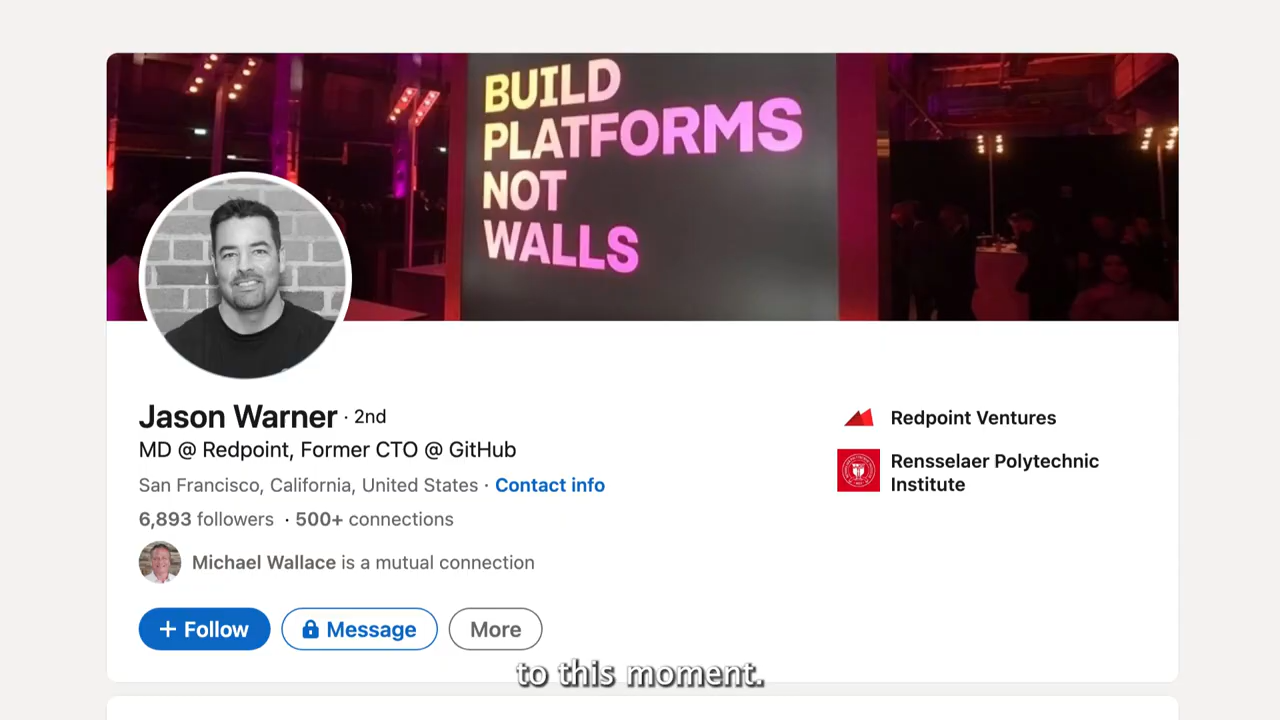 BUILD
PLATFORMS
NOT
WALLS
Jason Warner · 2nd
MD @ Redpoint, Former CTO @ GitHub
San Francisco, California, United States · Contact info
6,893 followers · 500+ connections
Michael Wallace is a mutual connection
+ Follow
Message
More
Redpoint Ventures
Rensselaer Polytechnic
Institute
to this moment.